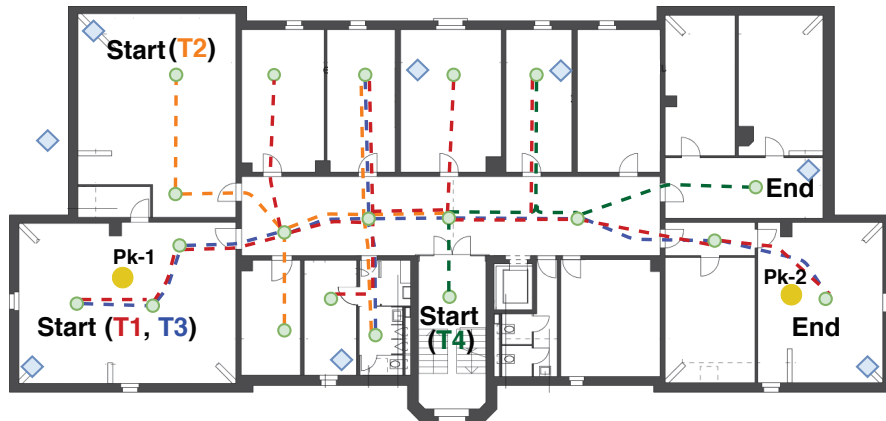 Start (T2)
End
Pk-1
Start (T1, T3)
Start
(T4)
Pk-2
End